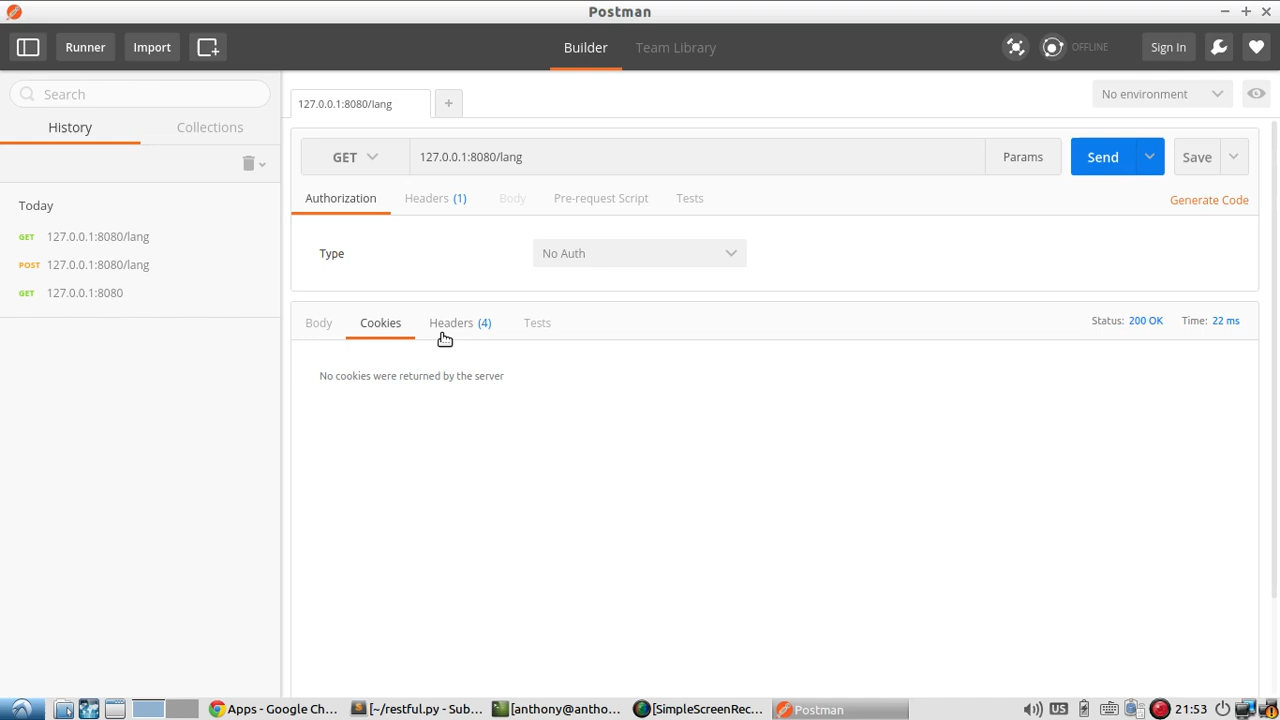 Postman
Runner
Import
Builder
Team Library
OFFLINE
Sign In
Search
History
Collections
Today
GET 127.0.0.1:8080/lang
POST 127.0.0.1:8080/lang
GET 127.0.0.1:8080
127.0.0.1:8080/lang
+
No environment
GET
127.0.0.1:8080/lang
Params
Send
Save
Authorization
Headers (1)
Body
Pre-request Script
Tests
Generate Code
Type
No Auth
Body
Cookies
Headers (4)
Tests
Status: 200 OK
Time: 22 ms
No cookies were returned by the server
Apps - Google Ch...
[~/restful.py - Sub...
[anthony@antho...
[SimpleScreenRec...
[Postman]
US
21:53